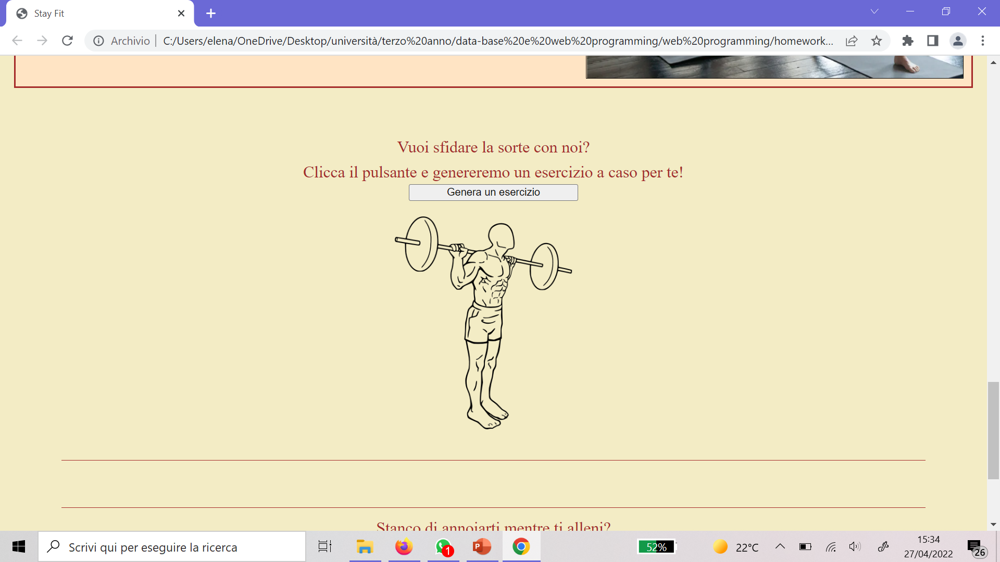 Stay Fit
Archivio
C:/Users/elena/OneDrive/Desktop/università/terzo%20anno/data-base%20e%20web%20programming/web%20programming/homework...
Vuoi sfidare la sorte con noi?
Clicca il pulsante e genereremo un esercizio a caso per te!
Genera un esercizio
Stanco di annoiarti mentre ti alleni?
Scrivi qui per eseguire la ricerca
1
P
52%
22°C
15:34
27/04/2022
26